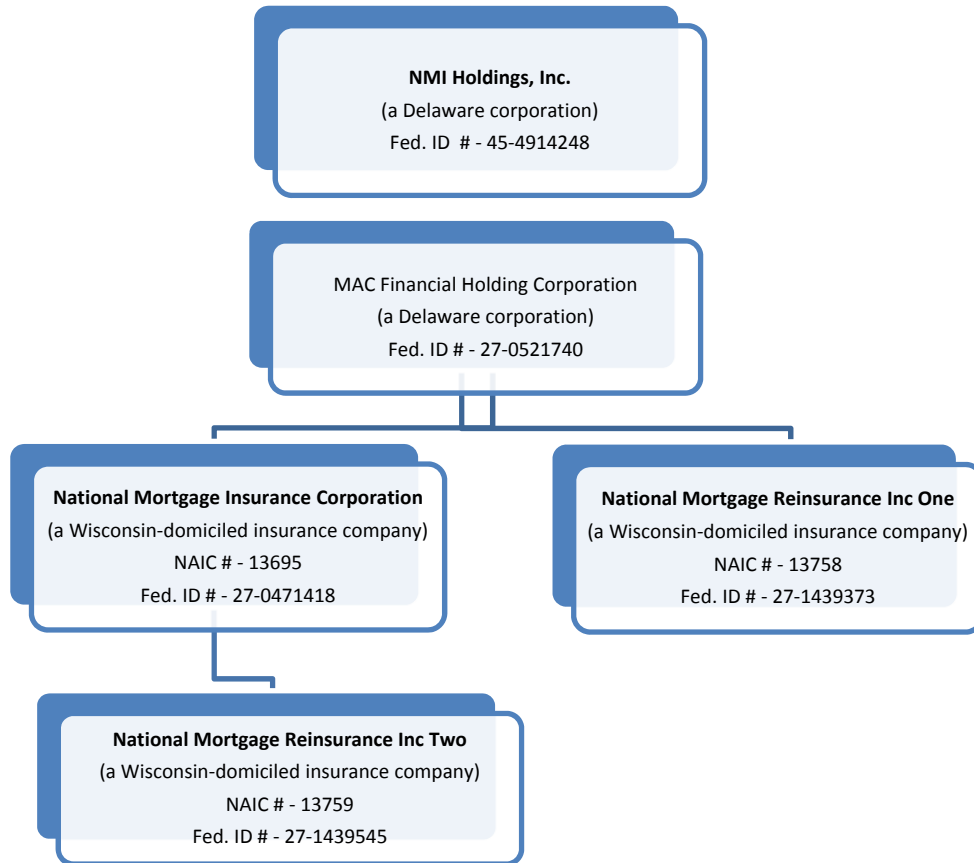 NMI Holdings, Inc.
(a Delaware corporation)
Fed. ID # - 45-4914248
MAC Financial Holding Corporation
(a Delaware corporation)
Fed. ID # - 27-0521740
National Mortgage Insurance Corporation
(a Wisconsin-domiciled insurance company)
NAIC # - 13695
Fed. ID # - 27-0471418
National Mortgage Reinsurance Inc One
(a Wisconsin-domiciled insurance company)
NAIC # - 13758
Fed. ID # - 27-1439373
National Mortgage Reinsurance Inc Two
(a Wisconsin-domiciled insurance company)
NAIC # - 13759
Fed. ID # - 27-1439545